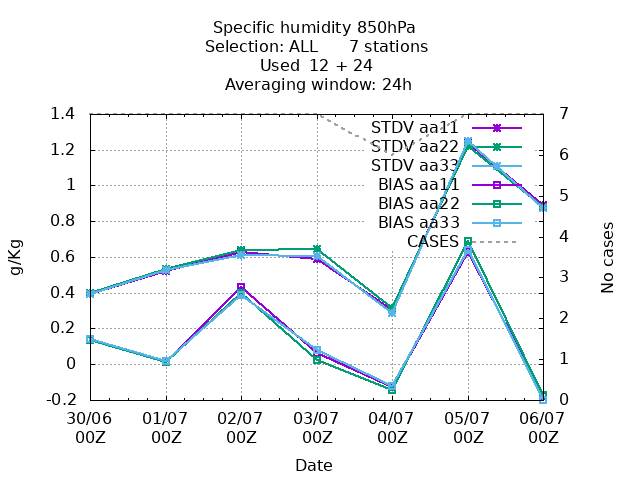 Specific humidity 850hPa
Selection: ALL 7 stations
Used 12 + 24
Averaging window: 24h
1.4
1.2
1
0.8
0.6
0.4
0.2
0
-0.2
g/Kg
7
6
5
4
3
2
1
0
No cases
STDV aa11
STDV aa22
STDV aa33
BIAS aa11
BIAS aa22
BIAS aa33
CASES
30/06 01/07 02/07 03/07 04/07 05/07 06/07
00Z 00Z 00Z 00Z 00Z 00Z 00Z
Date